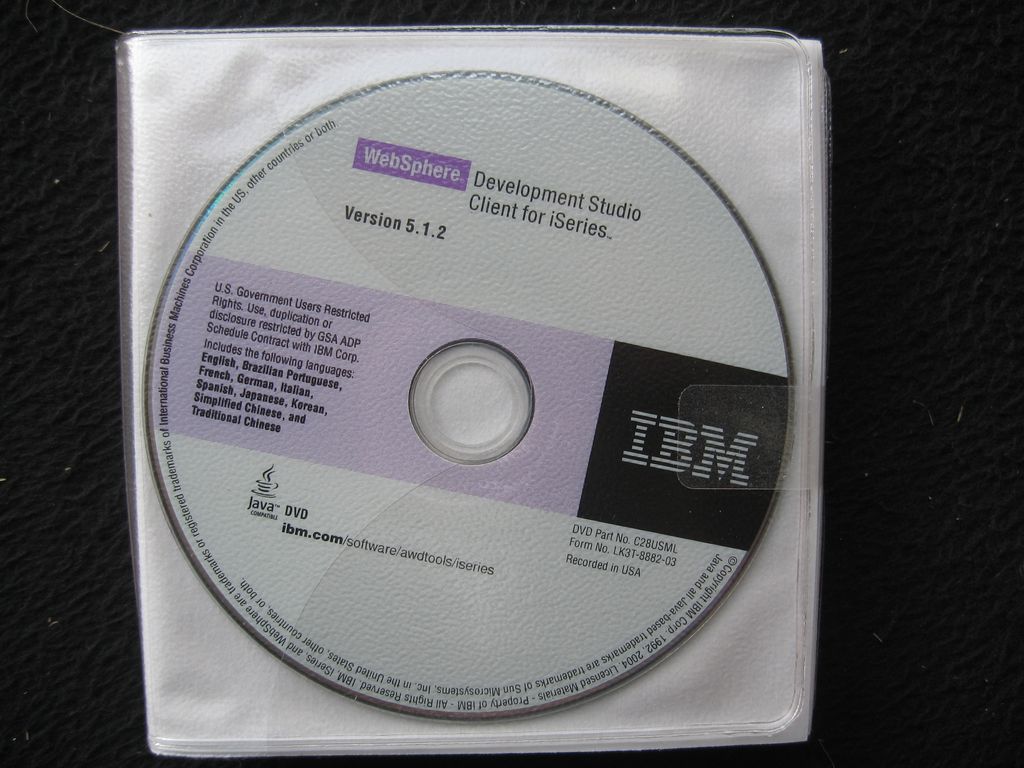 WebSphere. Development Studio
Client for iSeries™
Version 5.1.2
U.S. Government Users Restricted
Rights. Use, duplication or
disclosure restricted by GSA ADP
Schedule Contract with IBM Corp.
Includes the following languages:
English, Brazilian Portuguese,
French, German, Italian,
Spanish, Japanese, Korean,
Simplified Chinese, and
Traditional Chinese
IBM
Java™ DVD
COMPATIBLE
ibm.com/software/awdtools/iseries
DVD Part No. C28USML
Form No. LK3T-8882-03
Recorded in USA
©Copyright IBM Corp. 1992, 2004. Licensed Materials - Property of IBM - All Rights Reserved. IBM, iSeries, and WebSphere are trademarks or registered trademarks of International Business Machines Corporation in the US, other countries or both.
Java and all Java-based trademarks are trademarks of Sun Microsystems, Inc. in the United States, other countries, or both.